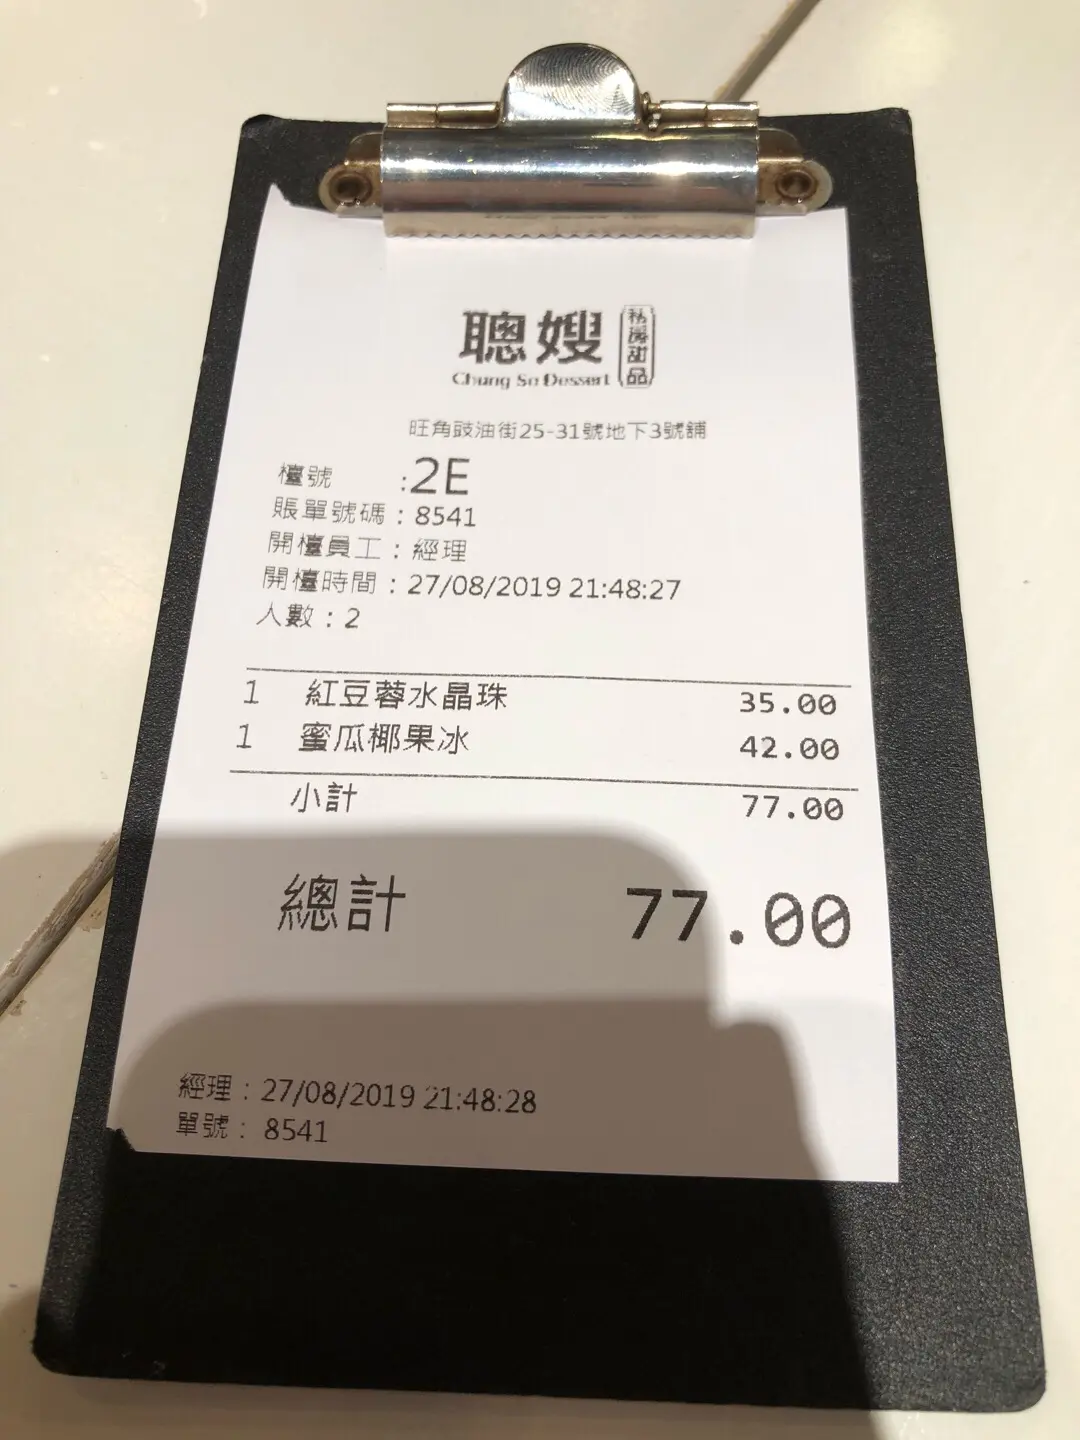 聰嫂 私房甜品
Chung So Dessert
旺角豉油街25-31號地下3號舖
檯號 :2E
賬單號碼 : 8541
開檯員工 : 經理
開檯時間 : 27/08/2019 21:48:27
人數 : 2
1 紅豆蓉水晶珠 35.00
1 蜜瓜椰果冰 42.00
小計 77.00
總計 77.00
經理 : 27/08/2019 21:48:28
單號 : 8541